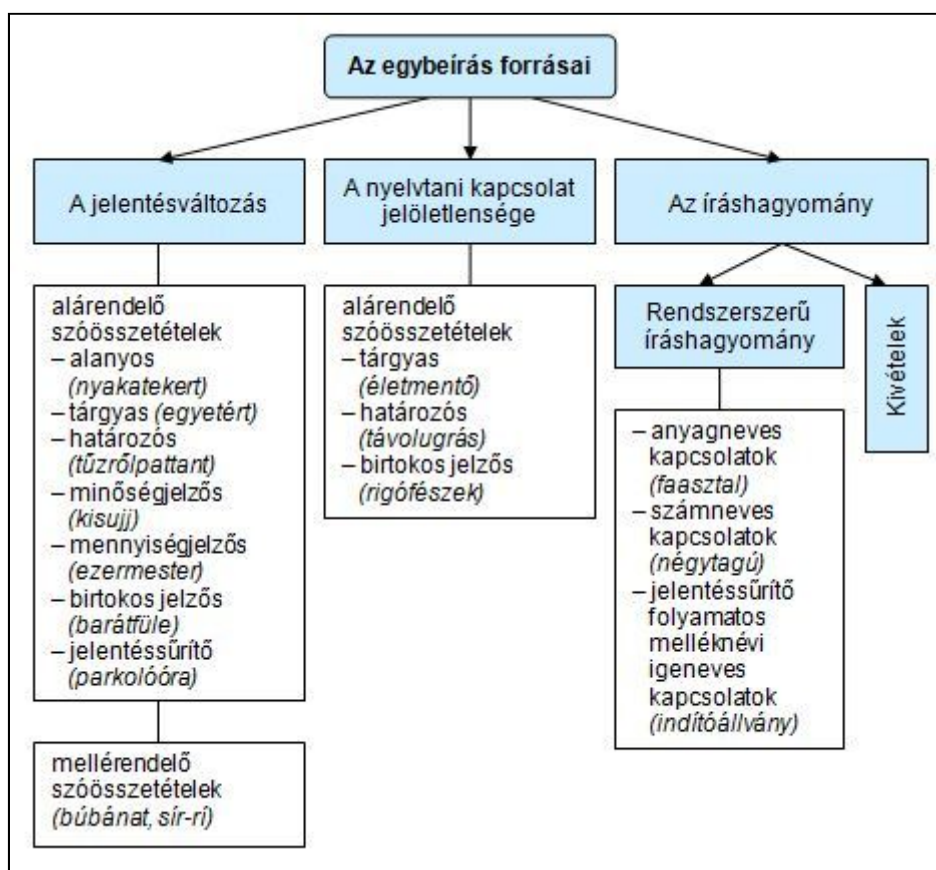 Az egybeírás forrásai
A jelentésváltozás
alárendelő
szóösszetételek
– alanyos
(nyakatekert)
– tárgyas (egyetért)
– határozós
(tűzrőlpattant)
– minőségjelzős
(kisujj)
– mennyiségjelzős
(ezermester)
– birtokos jelzős
(barátfüle)
– jelentéssűrítő
(parkolóóra)
mellérendelő
szóösszetételek
(búbánat, sír-rí)
A nyelvtani kapcsolat
jelöletlensége
alárendelő
szóösszetételek
– tárgyas
(életmentő)
– határozós
(távolugrás)
– birtokos jelzős
(rigófészek)
Az íráshagyomány
Rendszerszerű
íráshagyomány
– anyagneves
kapcsolatok
(faasztal)
– számneves
kapcsolatok
(négytagú)
– jelentéssűrítő
folyamatos
melléknévi
igeneves
kapcsolatok
(indítóállvány)
Kivételek